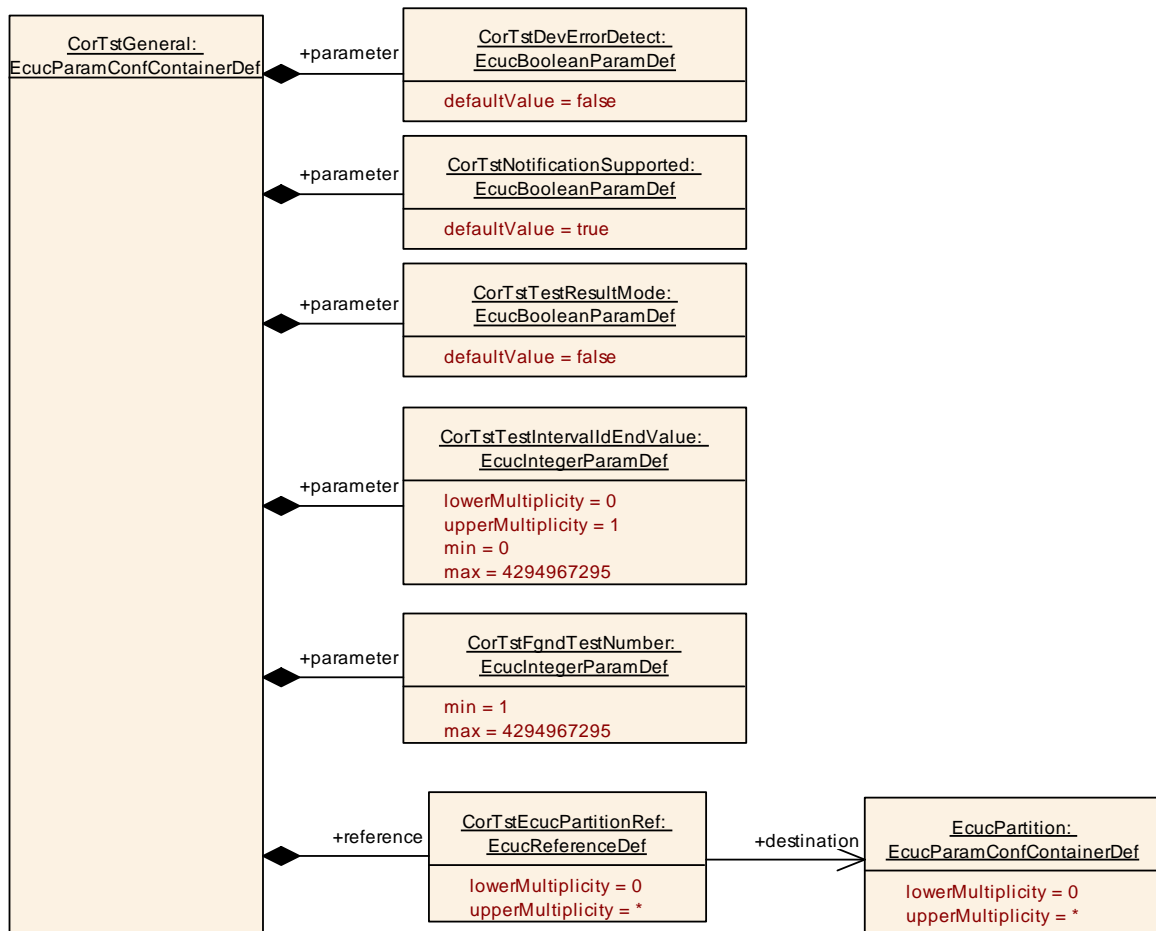 CorTstGeneral:
EcucParamConfContainerDef
+parameter
CorTstDevErrorDetect:
EcucBooleanParamDef
defaultValue = false
+parameter
CorTstNotificationSupported:
EcucBooleanParamDef
defaultValue = true
+parameter
CorTstTestResultMode:
EcucBooleanParamDef
defaultValue = false
+parameter
CorTstTestIntervalIdEndValue:
EcucIntegerParamDef
lowerMultiplicity = 0
upperMultiplicity = 1
min = 0
max = 4294967295
+parameter
CorTstFgndTestNumber:
EcucIntegerParamDef
min = 1
max = 4294967295
+reference
CorTstEcucPartitionRef:
EcucReferenceDef
lowerMultiplicity = 0
upperMultiplicity = *
+destination
EcucPartition:
EcucParamConfContainerDef
lowerMultiplicity = 0
upperMultiplicity = *